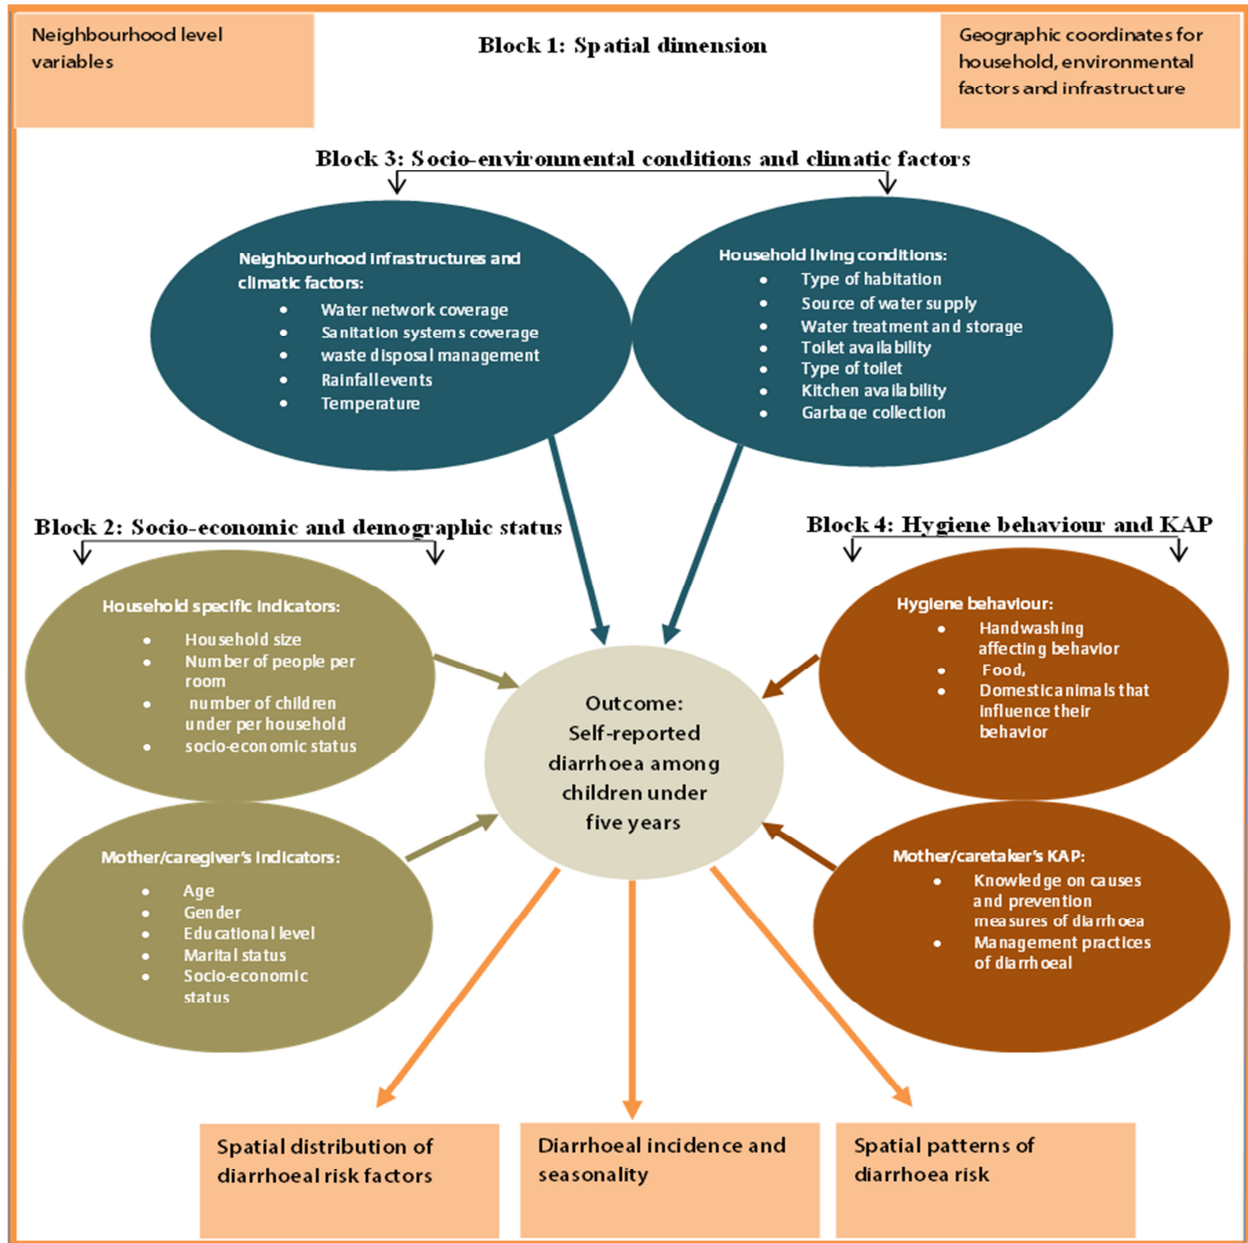 Neighbourhood level
variables
Block 1: Spatial dimension
Geographic coordinates for
household, environmental
factors and infrastructure
Block 3: Socio-environmental conditions and climatic factors
Neighbourhood infrastructures and
climatic factors:
• Water network coverage
• Sanitation systems coverage
• waste disposal management
• Rainfall events
• Temperature
Household living conditions:
• Type of habitation
• Source of water supply
• Water treatment and storage
• Toilet availability
• Type of toilet
• Kitchen availability
• Garbage collection
Block 2: Socio-economic and demographic status
Household specific indicators:
• Household size
• Number of people per
room
• number of children
under per household
• socio-economic status
Mother/caregiver's indicators:
• Age
• Gender
• Educational level
• Marital status
• Socio-economic
status
Outcome:
Self-reported
diarrhoea among
children under
five years
Block 4: Hygiene behaviour and KAP
Hygiene behaviour:
• Handwashing
affecting behavior
• Food,
• Domestic animals that
influence their
behavior
Mother/caretaker's KAP:
• Knowledge on causes
and prevention
measures of diarrhoea
• Management practices
of diarrhoeal
Spatial distribution of
diarrhoeal risk factors
Diarrhoeal incidence and
seasonality
Spatial patterns of
diarrhoea risk